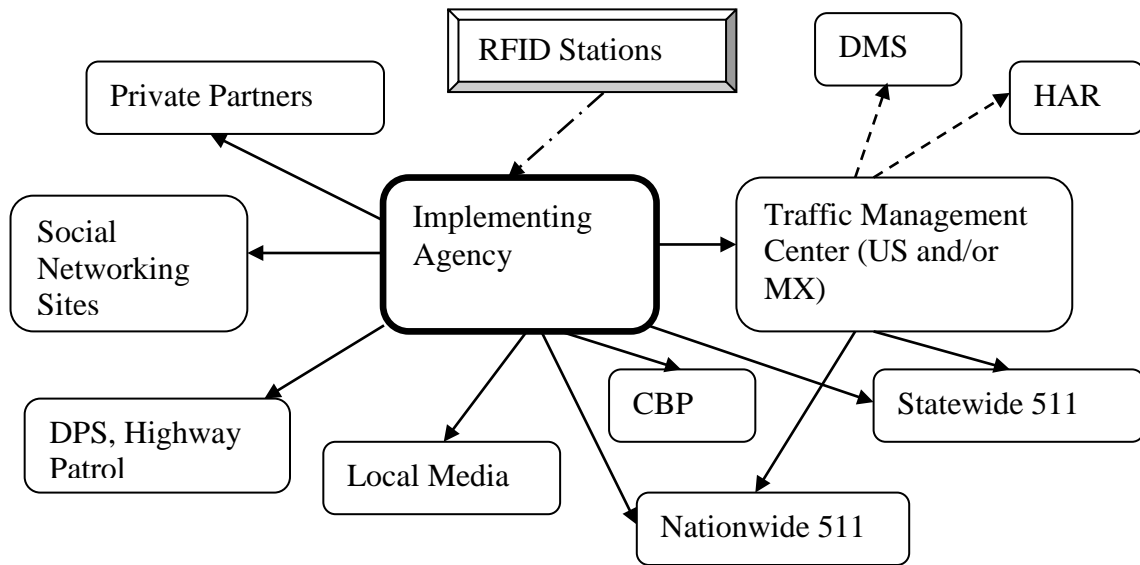 RFID Stations
DMS
Private Partners
HAR
Implementing
Agency
Traffic Management
Center (US and/or
MX)
Social
Networking
Sites
CBP
Statewide 511
DPS, Highway
Patrol
Local Media
Nationwide 511